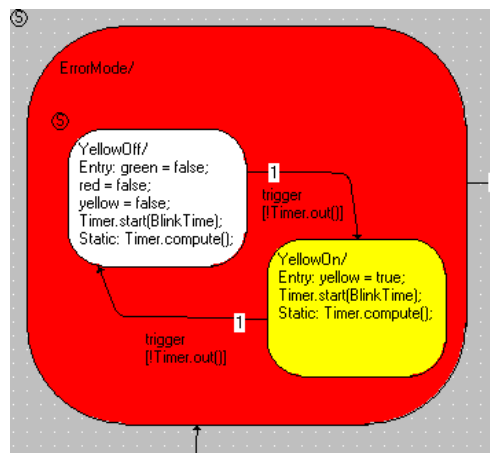 S
ErrorMode/
S
YellowOff/
Entry: green = false;
red = false;
yellow = false;
Timer.start(BlinkTime);
Static: Timer.compute();
1
trigger
[!Timer.out()]
YellowOn/
Entry: yellow = true;
Timer.start(BlinkTime);
Static: Timer.compute();
1
trigger
[!Timer.out()]